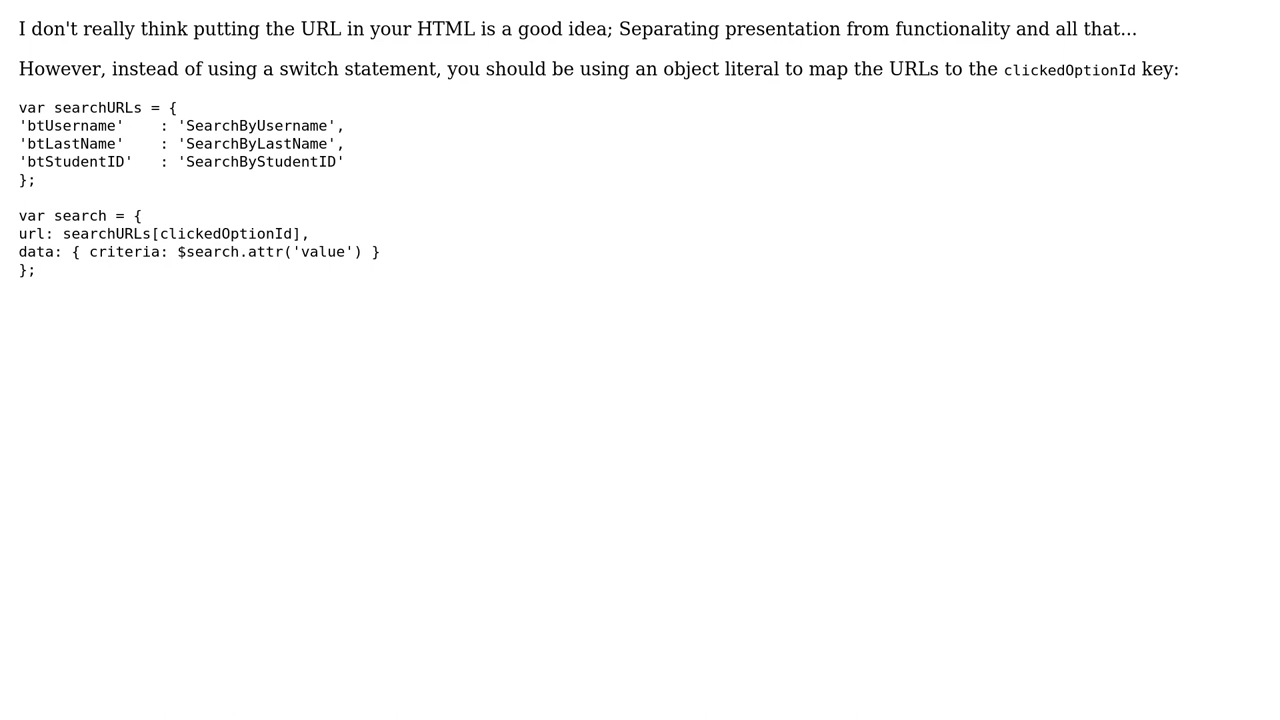 I don't really think putting the URL in your HTML is a good idea; Separating presentation from functionality and all that...
However, instead of using a switch statement, you should be using an object literal to map the URLs to the clickedOptionId key:
var searchURLs = {
'btUsername'    : 'SearchByUsername',
'btLastName'    : 'SearchByLastName',
'btStudentID'   : 'SearchByStudentID'
};
var search = {
url: searchURLs[clickedOptionId],
data: { criteria: $search.attr('value') }
};